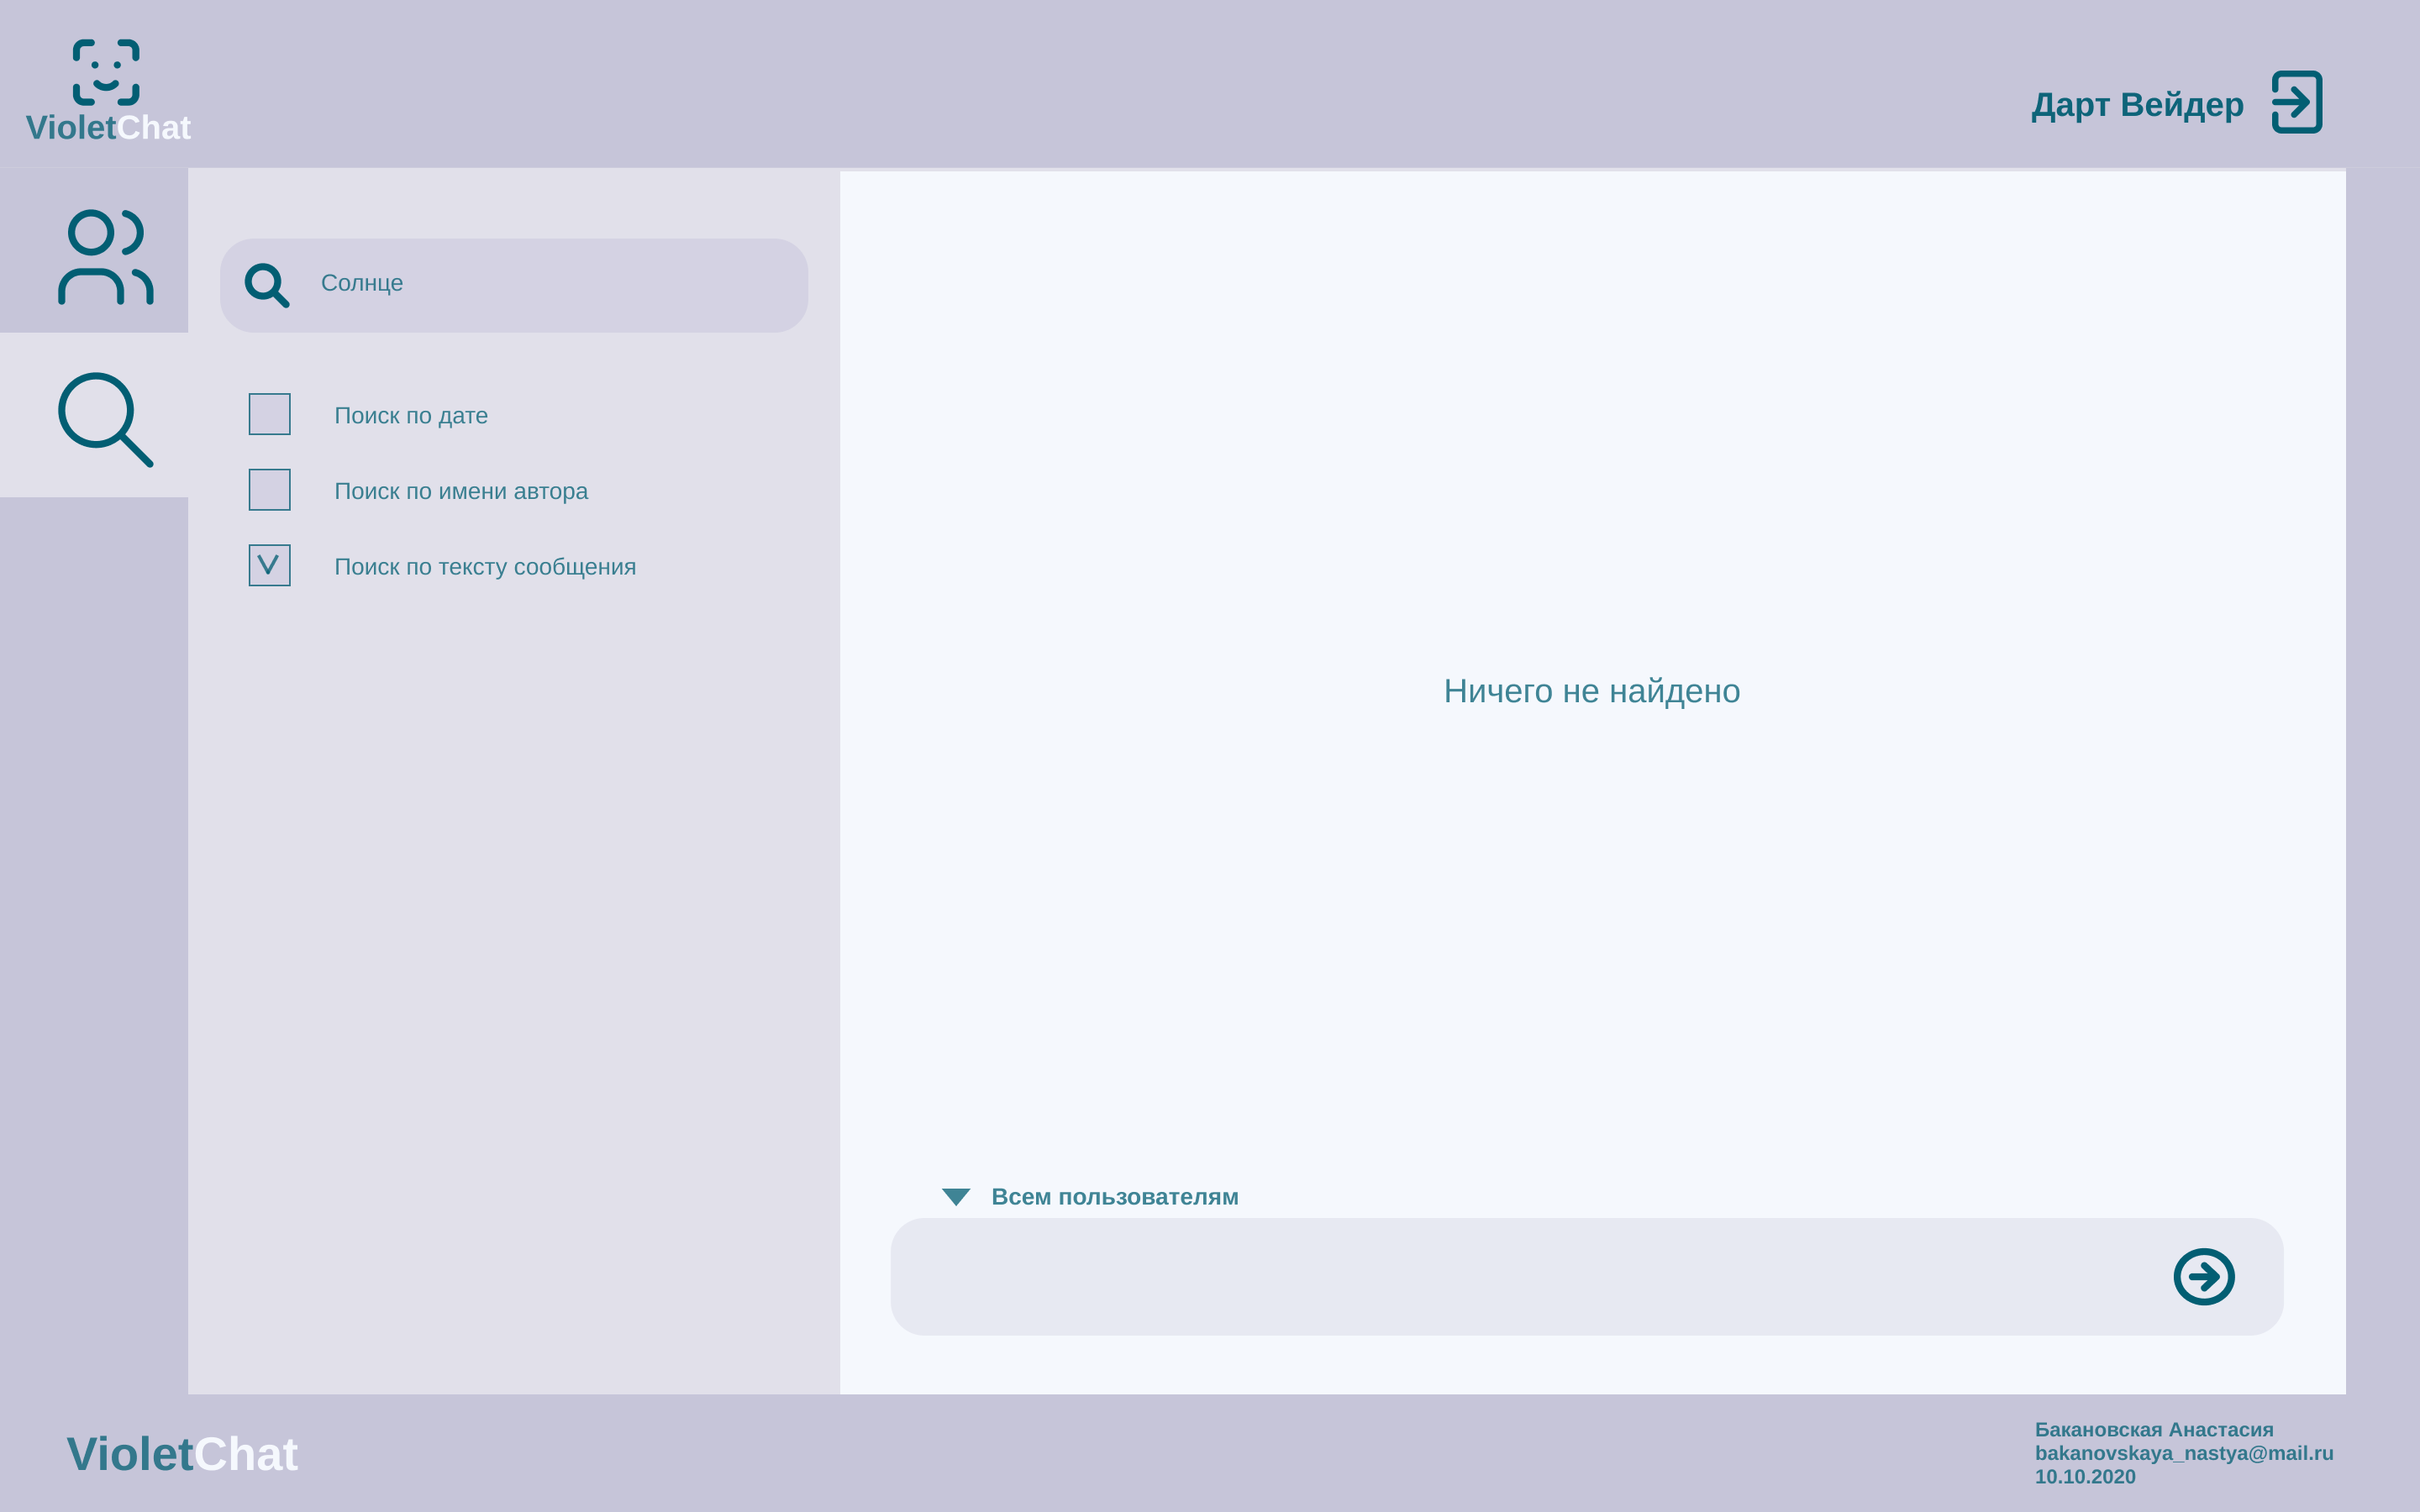 VioletChat
Дарт Вейдер
Солнце
Поиск по дате
Поиск по имени автора
Поиск по тексту сообщения
Ничего не найдено
Всем пользователям
VioletChat
Бакановская Анастасия
bakanovskaya_nastya@mail.ru
10.10.2020